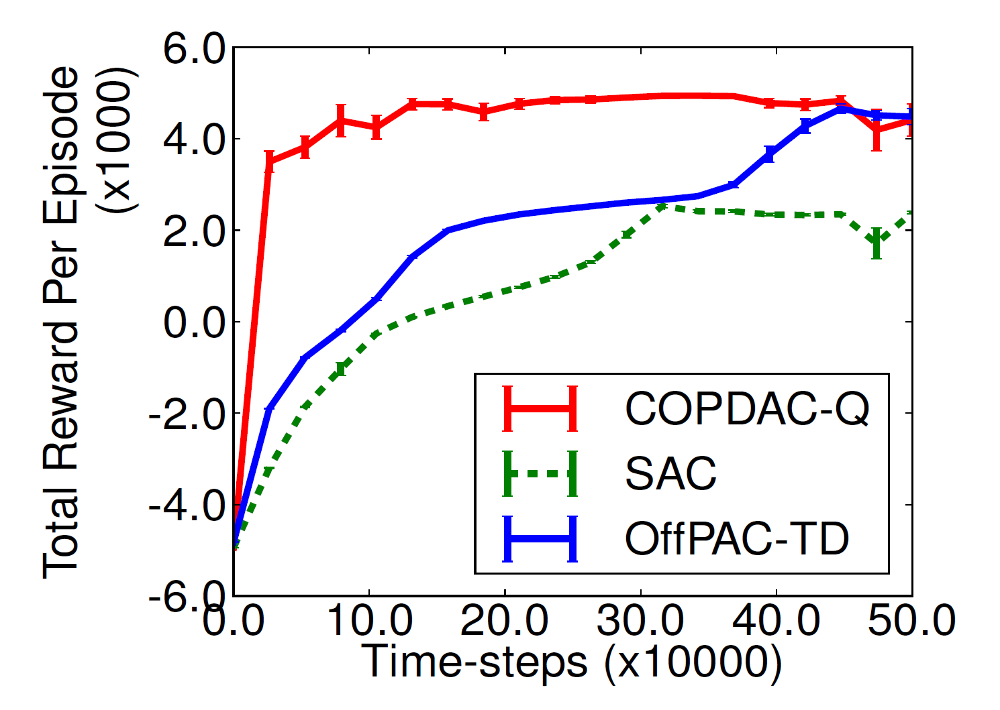 Total Reward Per Episode
(x1000)
6.0
4.0
2.0
0.0
-2.0
-4.0
-6.0
COPDAC-Q
SAC
OffPAC-TD
0.0 10.0 20.0 30.0 40.0 50.0
Time-steps (x10000)